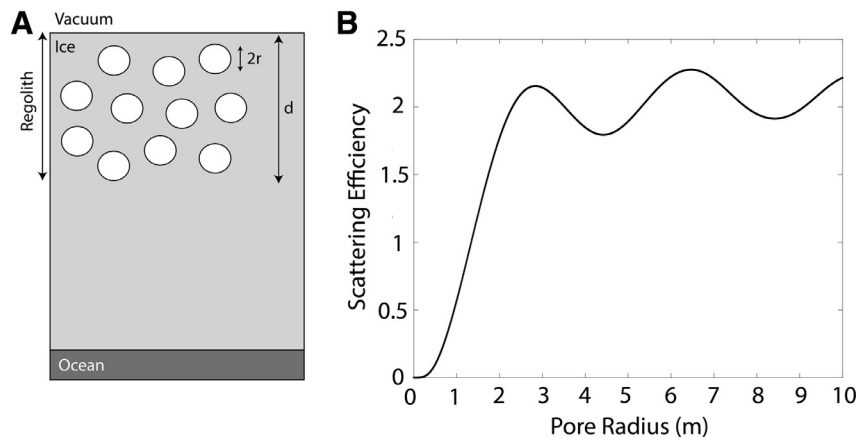 A
Vacuum
Ice
2r
Regolith
d
Ocean
B
2.5
2
1.5
1
0.5
0
0 1 2 3 4 5 6 7 8 9 10
Scattering Efficiency
Pore Radius (m)